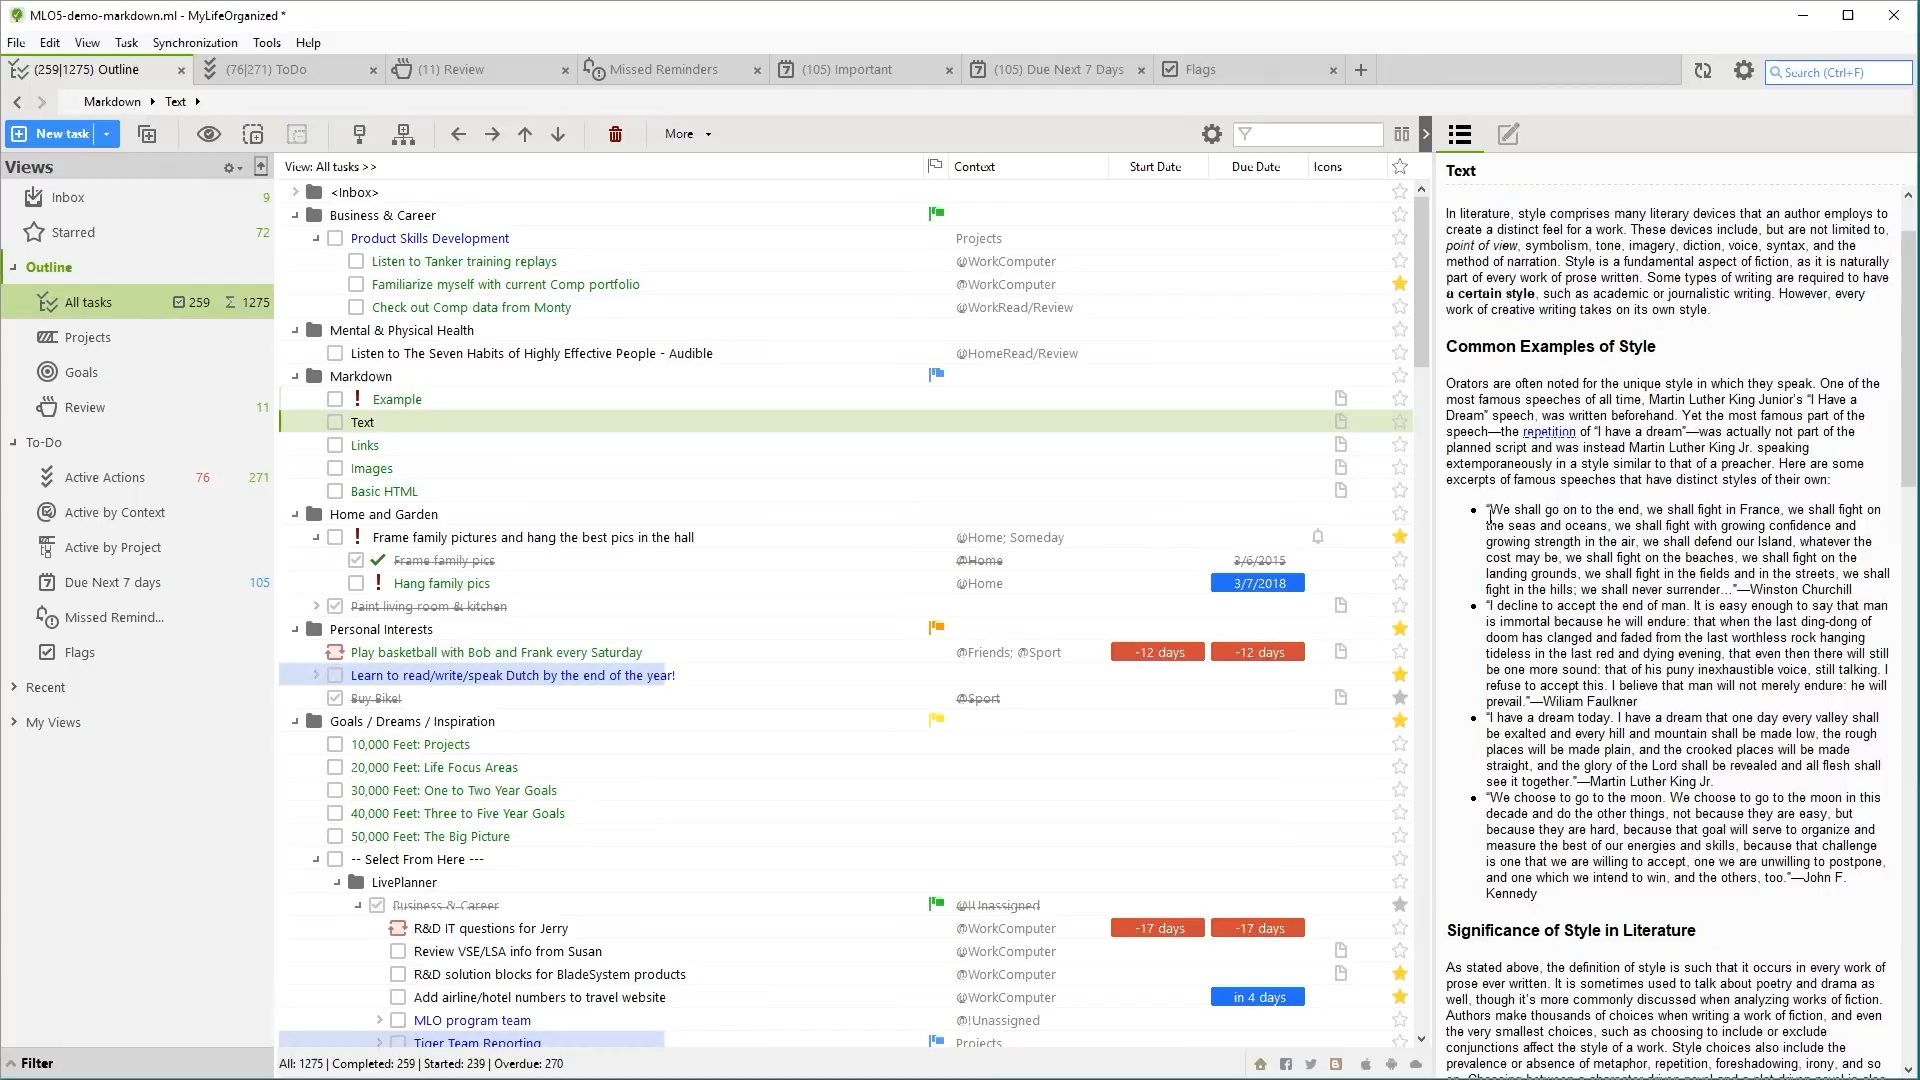 MLO5-demo-markdown.ml - MyLifeOrganized *
File Edit View Task Synchronization Tools Help
(259|1275) Outline (76|271) ToDo (11) Review Missed Reminders (105) Important (105) Due Next 7 Days Flags Search (Ctrl+F)
Markdown Text
New task More
Views
Inbox 9
Starred 72
Outline
All tasks 259 Σ 1275
Projects
Goals
Review 11
To-Do
Active Actions 76 271
Active by Context
Active by Project
Due Next 7 days 105
Missed Remind...
Flags
Recent
My Views
Filter
View: All tasks >> Context Start Date Due Date Icons
<Inbox>
Business & Career
Product Skills Development Projects
Listen to Tanker training replays @WorkComputer
Familiarize myself with current Comp portfolio @WorkComputer
Check out Comp data from Monty @WorkRead/Review
Mental & Physical Health
Listen to The Seven Habits of Highly Effective People - Audible @HomeRead/Review
Markdown
! Example
Text
Links
Images
Basic HTML
Home and Garden
! Frame family pictures and hang the best pics in the hall @Home; Someday
Frame family pics @Home 3/6/2015
! Hang family pics @Home 3/7/2018
Paint living room & kitchen
Personal Interests
Play basketball with Bob and Frank every Saturday @Friends; @Sport -12 days -12 days
Learn to read/write/speak Dutch by the end of the year!
Buy Bike! @Sport
Goals / Dreams / Inspiration
10,000 Feet: Projects
20,000 Feet: Life Focus Areas
30,000 Feet: One to Two Year Goals
40,000 Feet: Three to Five Year Goals
50,000 Feet: The Big Picture
-- Select From Here ---
LivePlanner
Business & Career @!Unassigned
R&D IT questions for Jerry @WorkComputer -17 days -17 days
Review VSE/LSA info from Susan @WorkComputer
R&D solution blocks for BladeSystem products @WorkComputer
Add airline/hotel numbers to travel website @WorkComputer in 4 days
MLO program team @!Unassigned
Tiger Team Reporting Projects
All: 1275 | Completed: 259 | Started: 239 | Overdue: 270
Text
In literature, style comprises many literary devices that an author employs to
create a distinct feel for a work. These devices include, but are not limited to,
point of view, symbolism, tone, imagery, diction, voice, syntax, and the
method of narration. Style is a fundamental aspect of fiction, as it is naturally
part of every work of prose written. Some types of writing are required to have
a certain style, such as academic or journalistic writing. However, every
work of creative writing takes on its own style.
Common Examples of Style
Orators are often noted for the unique style in which they speak. One of the
most famous speeches of all time, Martin Luther King Junior's “I Have a
Dream” speech, was written beforehand. Yet the most famous part of the
speech—the repetition of “I have a dream”—was actually not part of the
planned script and was instead Martin Luther King Jr. speaking
extemporaneously in a style similar to that of a preacher. Here are some
excerpts of famous speeches that have distinct styles of their own:
• “We shall go on to the end, we shall fight in France, we shall fight on
the seas and oceans, we shall fight with growing confidence and
growing strength in the air, we shall defend our Island, whatever the
cost may be, we shall fight on the beaches, we shall fight on the
landing grounds, we shall fight in the fields and in the streets, we shall
fight in the hills; we shall never surrender…”—Winston Churchill
• “I decline to accept the end of man. It is easy enough to say that man
is immortal because he will endure: that when the last ding-dong of
doom has clanged and faded from the last worthless rock hanging
tideless in the last red and dying evening, that even then there will still
be one more sound: that of his puny inexhaustible voice, still talking. I
refuse to accept this. I believe that man will not merely endure: he will
prevail.”—Wiliam Faulkner
• “I have a dream today. I have a dream that one day every valley shall
be exalted and every hill and mountain shall be made low, the rough
places will be made plain, and the crooked places will be made
straight, and the glory of the Lord shall be revealed and all flesh shall
see it together.”—Martin Luther King Jr.
• “We choose to go to the moon. We choose to go to the moon in this
decade and do the other things, not because they are easy, but
because they are hard, because that goal will serve to organize and
measure the best of our energies and skills, because that challenge
is one that we are willing to accept, one we are unwilling to postpone,
and one which we intend to win, and the others, too.”—John F.
Kennedy
Significance of Style in Literature
As stated above, the definition of style is such that it occurs in every work of
prose ever written. It is sometimes used to talk about poetry and drama as
well, though it's more commonly discussed when analyzing works of fiction.
Authors make thousands of choices when writing a work of fiction, and even
the very smallest choices, such as choosing to include or exclude
conjunctions affect the style of a work. Style choices also include the
prevalence or absence of metaphor, repetition, foreshadowing, irony, and so